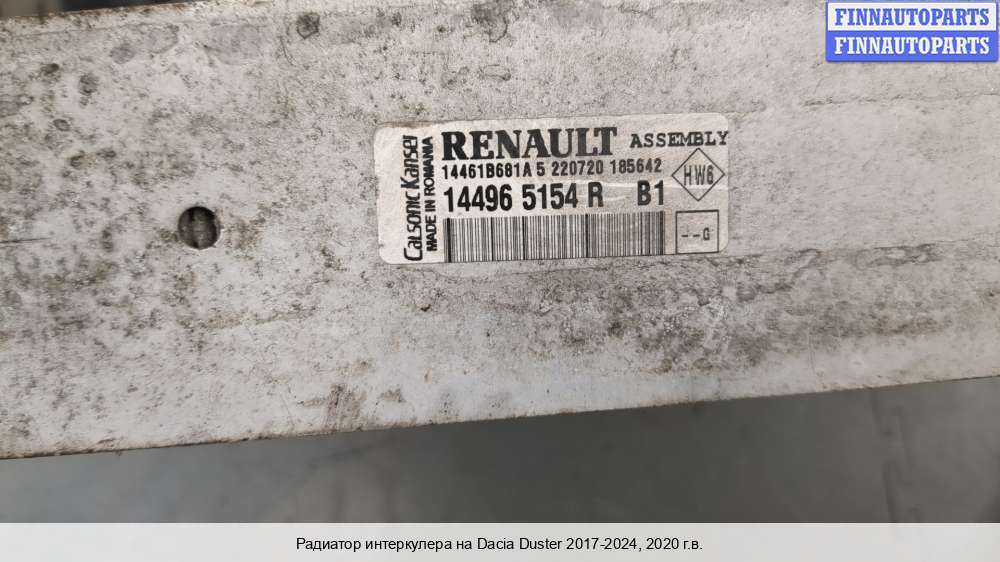 FINNAUTOPARTS
FINNAUTOPARTS
Calsonic Kansei
MADE IN ROMANIA
RENAULT ASSEMBLY
14461B681A 5 220720 185642
14496 5154 R B1
HW6
--G
Радиатор интеркулера на Dacia Duster 2017-2024, 2020 г.в.